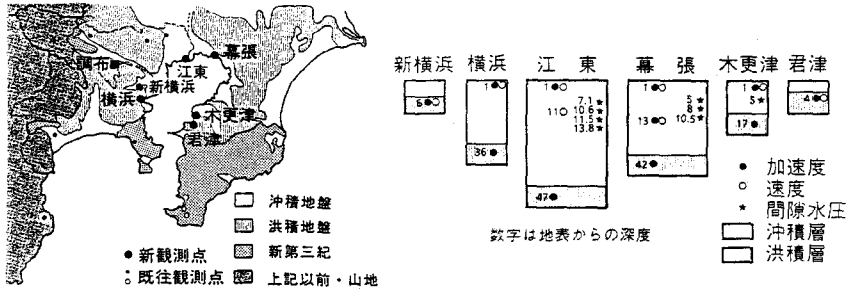 幕張
江東
調布
新横浜
横浜
木更津
君津
沖積地盤
洪積地盤
新第三紀
上記以前・山地
新観測点
既往観測点
新横浜
6
横浜
1
36
江東
1
7.1
11 10.6
11.5
13.8
47
幕張
1
5
8
13 10.5
42
木更津
1
5
17
君津
4
加速度
速度
間隙水圧
沖積層
洪積層
数字は地表からの深度